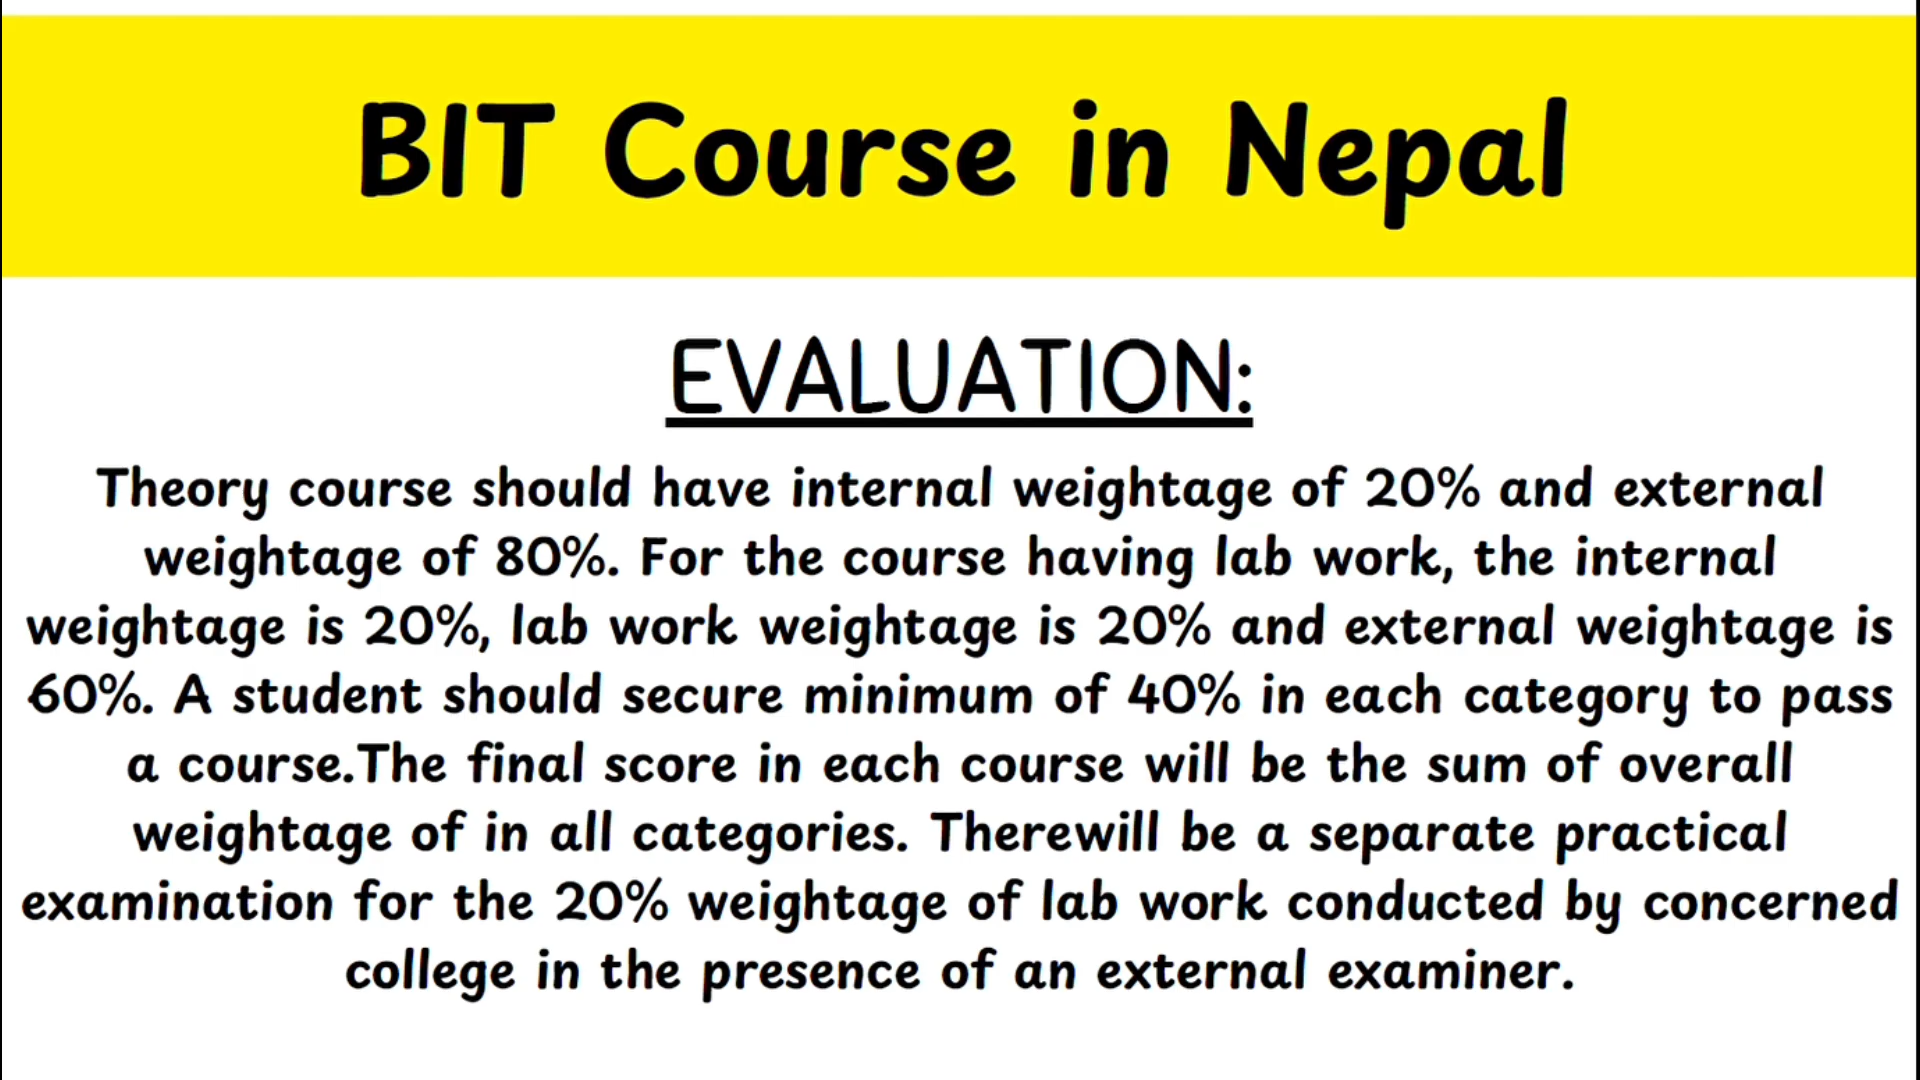 BIT Course in Nepal
EVALUATION:
Theory course should have internal weightage of 20% and external
weightage of 80%. For the course having lab work, the internal
weightage is 20%, lab work weightage is 20% and external weightage is
60%. A student should secure minimum of 40% in each category to pass
a course.The final score in each course will be the sum of overall
weightage of in all categories. Therewill be a separate practical
examination for the 20% weightage of lab work conducted by concerned
college in the presence of an external examiner.